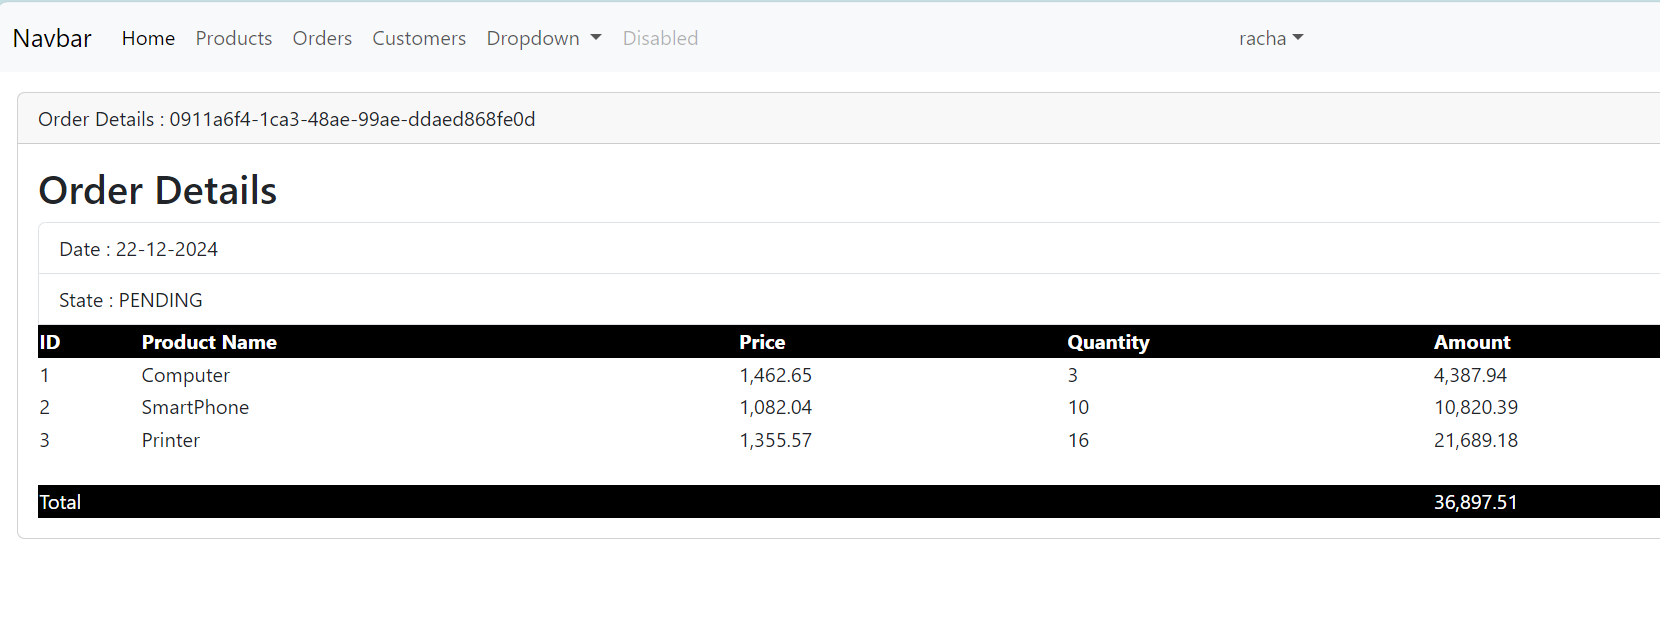 Navbar Home Products Orders Customers Dropdown Disabled racha
Order Details : 0911a6f4-1ca3-48ae-99ae-ddaed868fe0d
Order Details
Date : 22-12-2024
State : PENDING
ID Product Name Price Quantity Amount
1 Computer 1,462.65 3 4,387.94
2 SmartPhone 1,082.04 10 10,820.39
3 Printer 1,355.57 16 21,689.18
Total 36,897.51